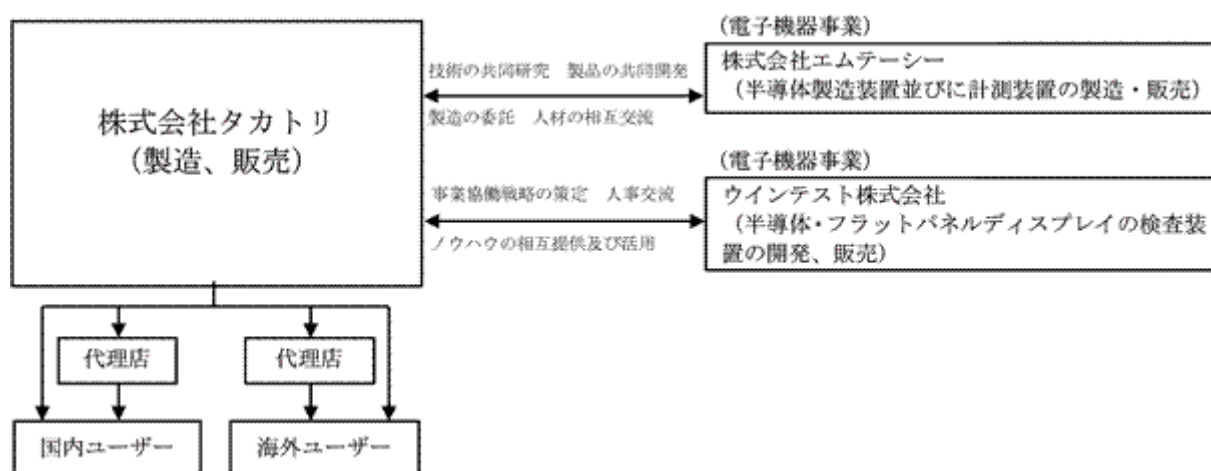 株式会社タカトリ
(製造、販売)
技術の共同研究 製品の共同開発
製造の委託 人材の相互交流
(電子機器事業)
株式会社エムテーシー
(半導体製造装置並びに計測装置の製造・販売)
事業協働戦略の策定 人事交流
ノウハウの相互提供及び活用
(電子機器事業)
ウインテスト株式会社
(半導体・フラットパネルディスプレイの検査装
置の開発、販売)
代理店
代理店
国内ユーザー
海外ユーザー